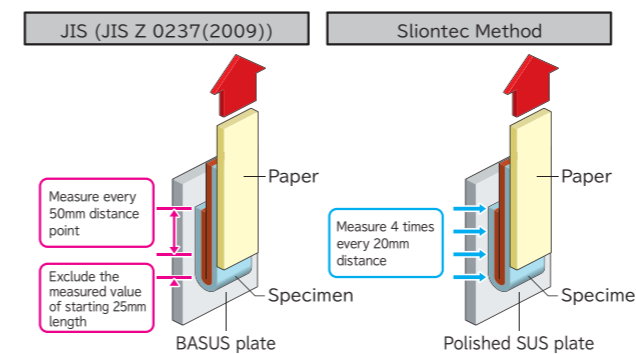 JIS (JIS Z 0237(2009))
Sliontec Method
Paper
Measure every
50mm distance
point
Exclude the
measured value
of starting 25mm
length
Specimen
BASUS plate
Paper
Measure 4 times
every 20mm
distance
Specime
Polished SUS plate